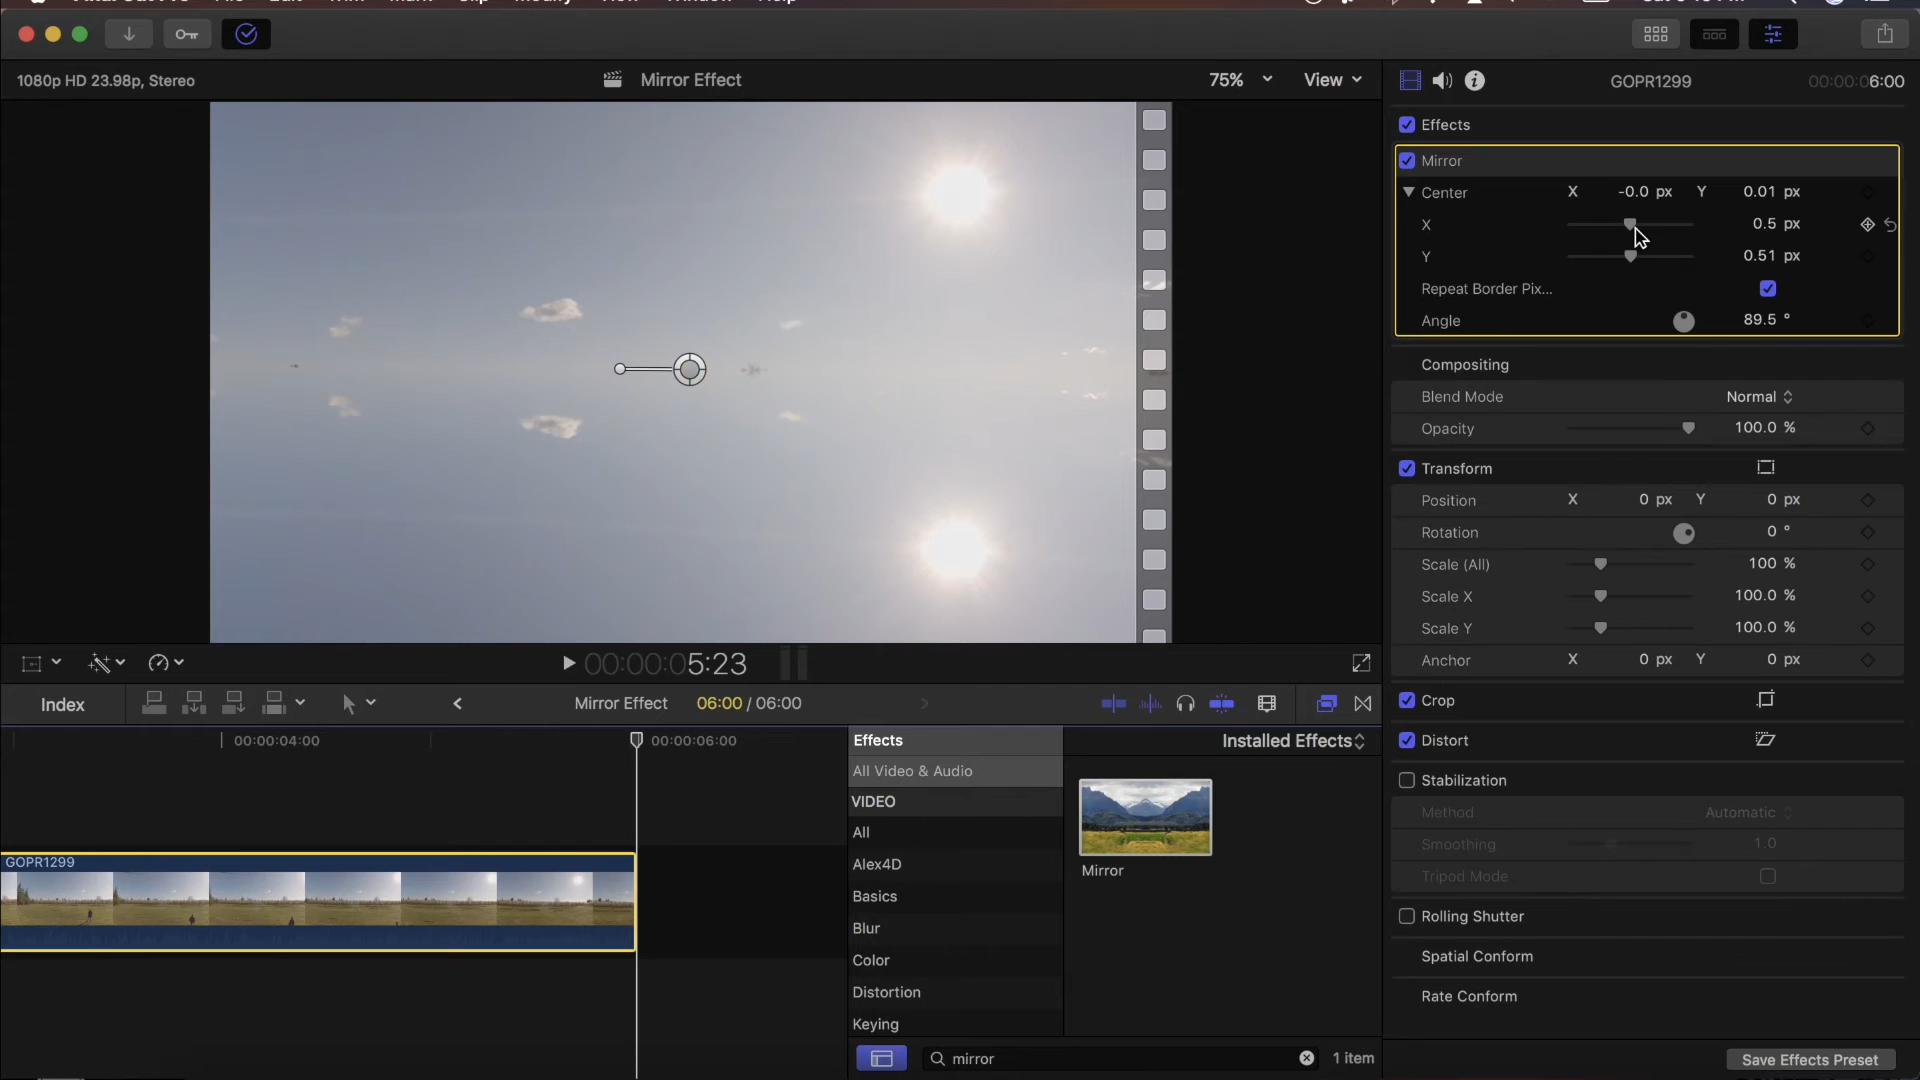 1080p HD 23.98p, Stereo
Mirror Effect
75%
View
GOPR1299
00:00:06:00
Effects
Mirror
Center X -0.0 px Y 0.01 px
X 0.5 px
Y 0.51 px
Repeat Border Pix...
Angle 89.5 °
Compositing
Blend Mode Normal
Opacity 100.0 %
Transform
Position X 0 px Y 0 px
Rotation 0 °
Scale (All) 100 %
Scale X 100.0 %
Scale Y 100.0 %
Anchor X 0 px Y 0 px
Crop
Distort
Stabilization
Method Automatic
Smoothing 1.0
Tripod Mode
Rolling Shutter
Spatial Conform
Rate Conform
Save Effects Preset
00:00:05:23
Index
Mirror Effect 06:00 / 06:00
00:00:04:00
00:00:06:00
GOPR1299
Effects
Installed Effects
All Video & Audio
VIDEO
All
Alex4D
Basics
Blur
Color
Distortion
Keying
Mirror
mirror
1 item